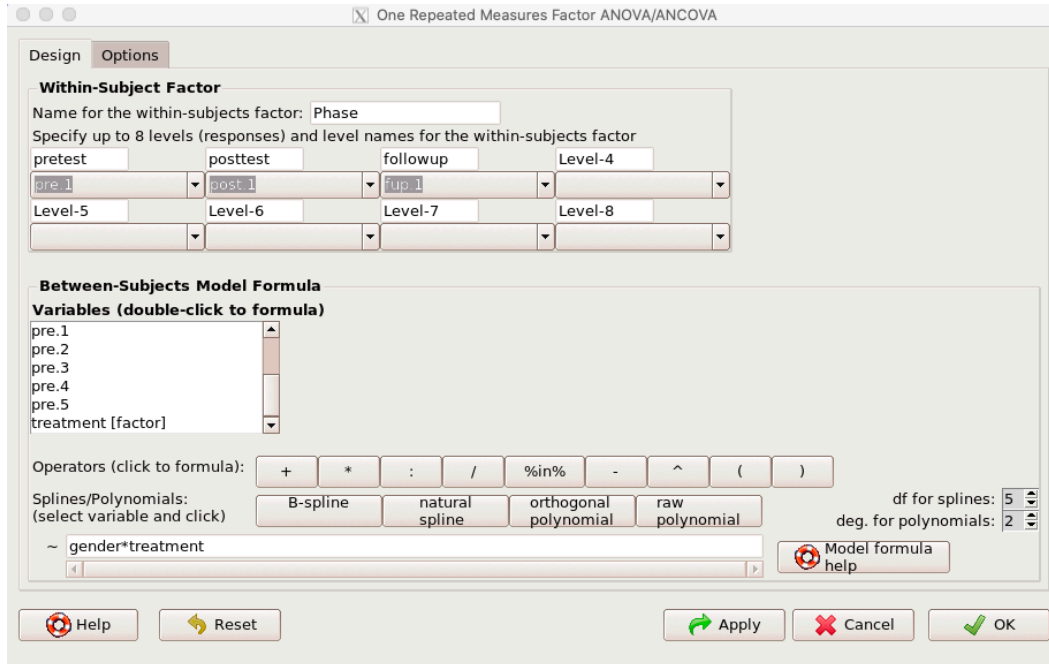 One Repeated Measures Factor ANOVA/ANCOVA
Design Options
Within-Subject Factor
Name for the within-subjects factor: Phase
Specify up to 8 levels (responses) and level names for the within-subjects factor
pretest posttest followup Level-4
pre.1 post.1 fup.1
Level-5 Level-6 Level-7 Level-8
Between-Subjects Model Formula
Variables (double-click to formula)
pre.1
pre.2
pre.3
pre.4
pre.5
treatment [factor]
Operators (click to formula): + * : / %in% - ^ ( )
Splines/Polynomials:
(select variable and click)
B-spline
natural
spline
orthogonal
polynomial
raw
polynomial
df for splines: 5
deg. for polynomials: 2
~ gender*treatment
Model formula
help
Help Reset Apply Cancel OK